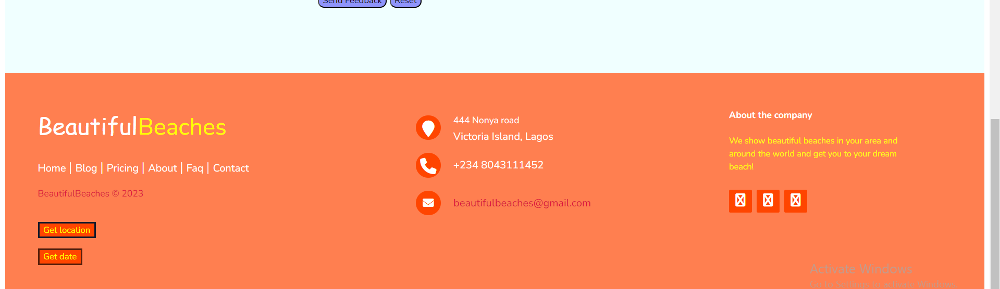 Send Feedback Reset
BeautifulBeaches
Home | Blog | Pricing | About | Faq | Contact
BeautifulBeaches © 2023
Get location
Get date
444 Nonya road
Victoria Island, Lagos
+234 8043111452
beautifulbeaches@gmail.com
About the company
We show beautiful beaches in your area and
around the world and get you to your dream
beach!
Activate Windows
Go to Settings to activate Windows.